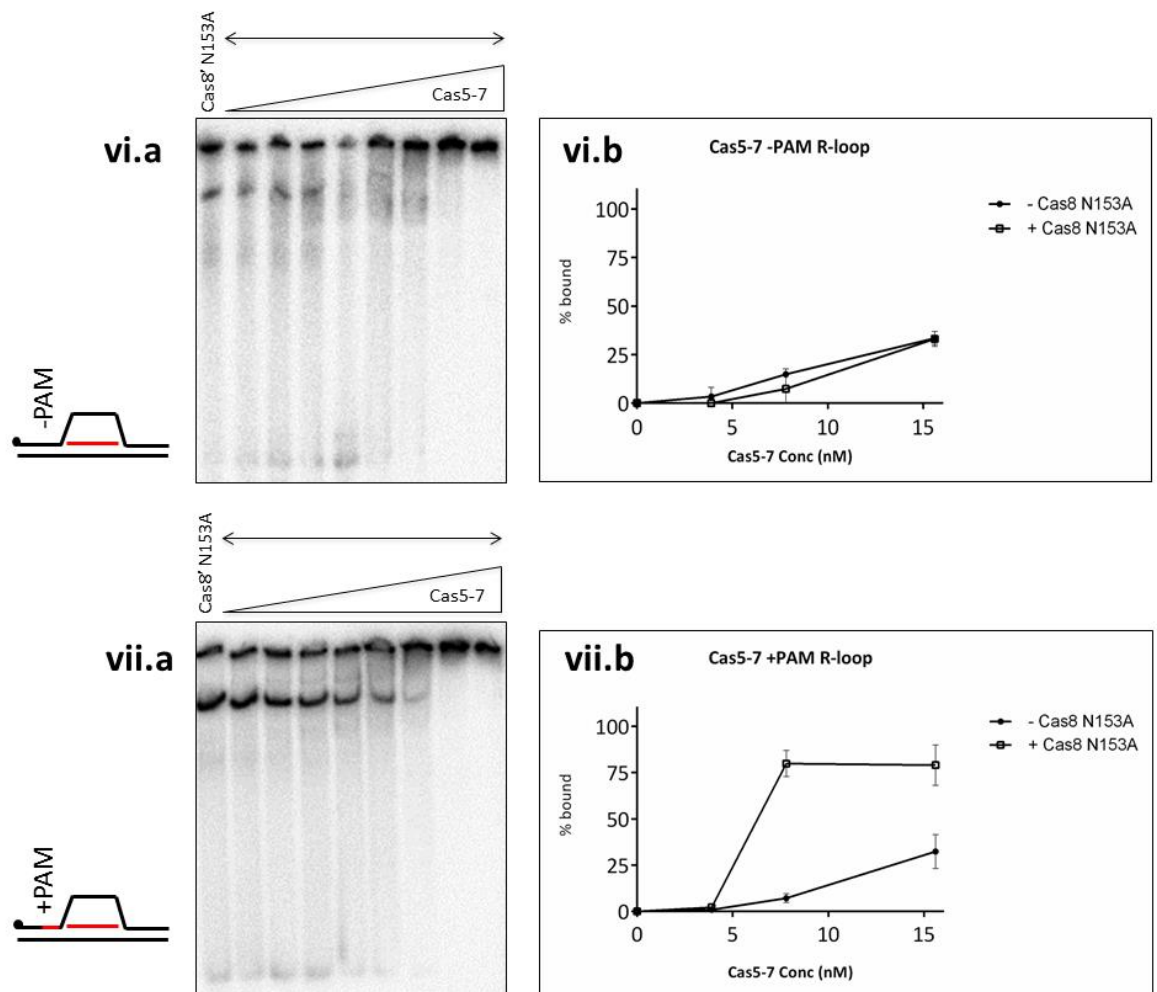 Cas8′ N153A
Cas5-7
vi.a
-PAM
vi.b
Cas5-7 -PAM R-loop
- Cas8 N153A
+ Cas8 N153A
100
75
50
25
0
% bound
0 5 10 15
Cas5-7 Conc (nM)
Cas8′ N153A
Cas5-7
vii.a
+PAM
vii.b
Cas5-7 +PAM R-loop
- Cas8 N153A
+ Cas8 N153A
100
75
50
25
0
% bound
0 5 10 15
Cas5-7 Conc (nM)